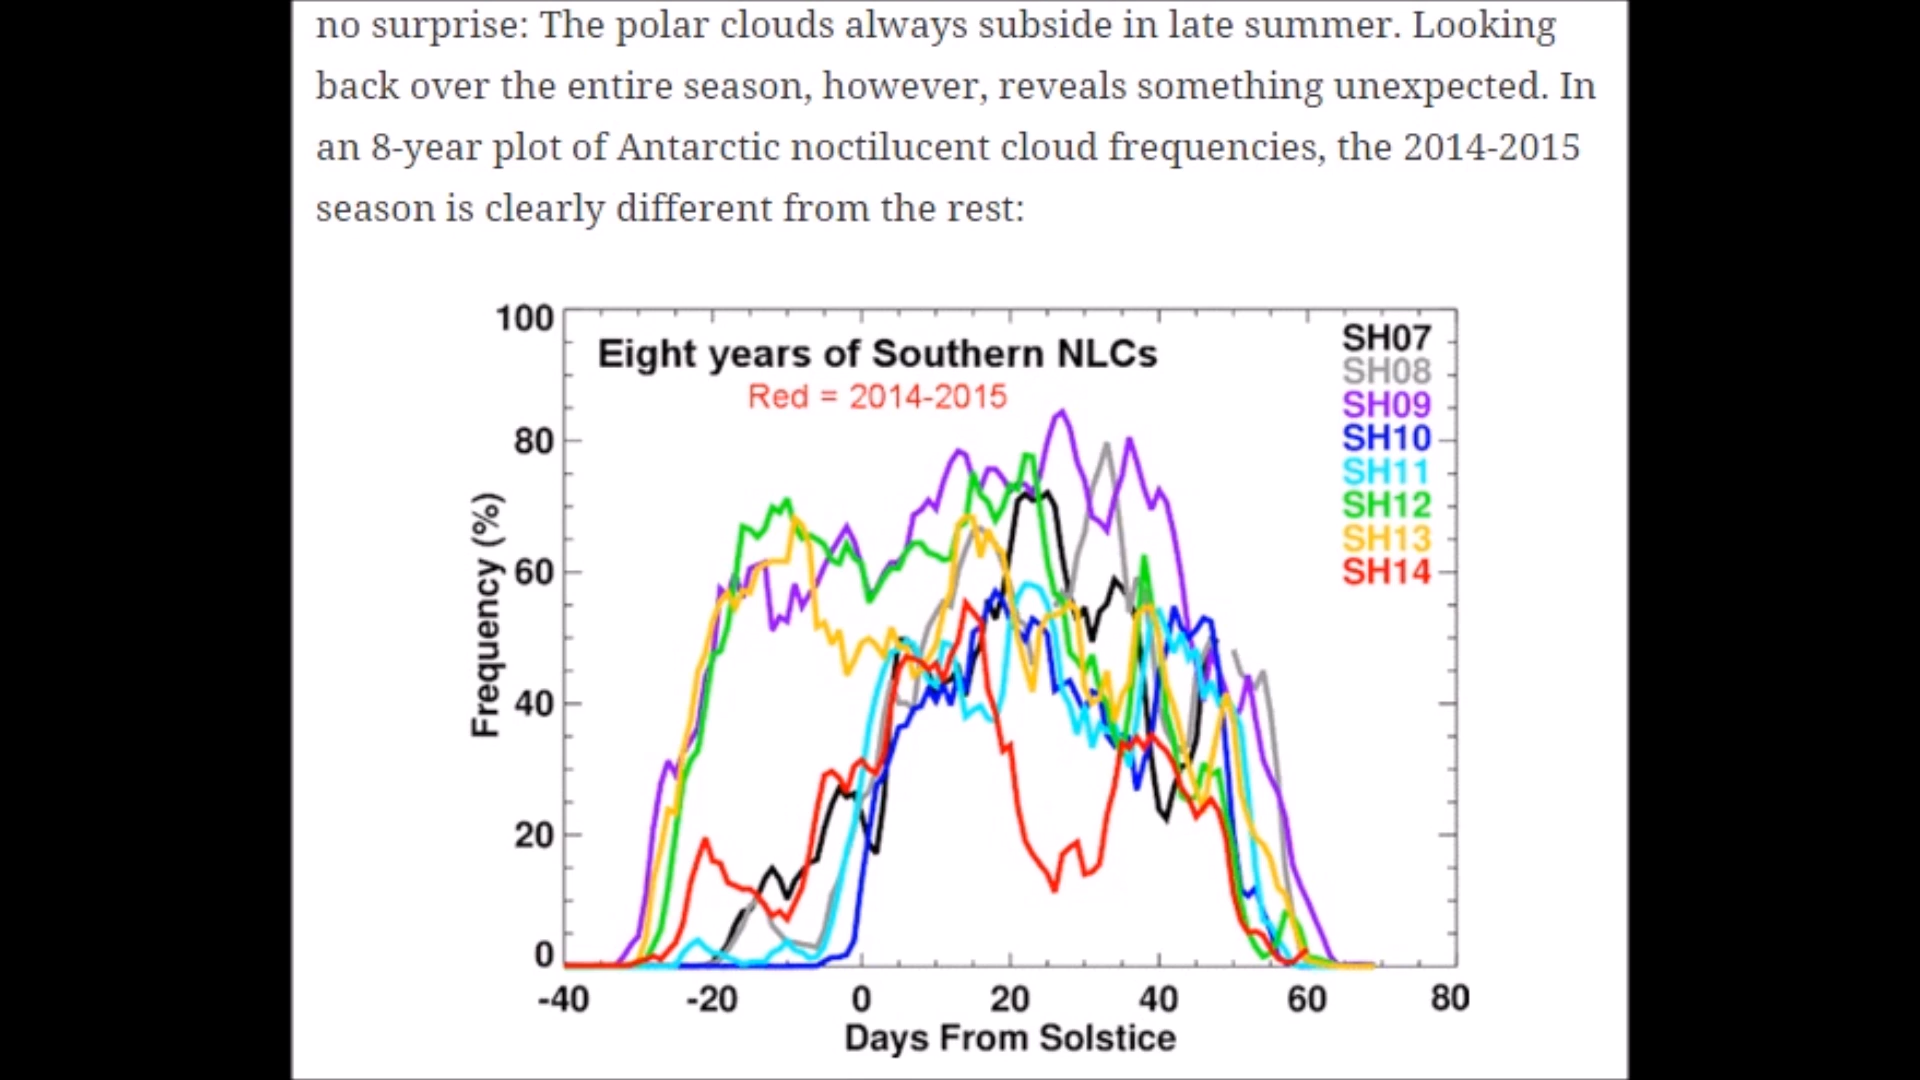 no surprise: The polar clouds always subside in late summer. Looking
back over the entire season, however, reveals something unexpected. In
an 8-year plot of Antarctic noctilucent cloud frequencies, the 2014-2015
season is clearly different from the rest:
Eight years of Southern NLCs
Red = 2014-2015
SH07
SH08
SH09
SH10
SH11
SH12
SH13
SH14
Frequency (%)
100
80
60
40
20
0
-40 -20 0 20 40 60 80
Days From Solstice